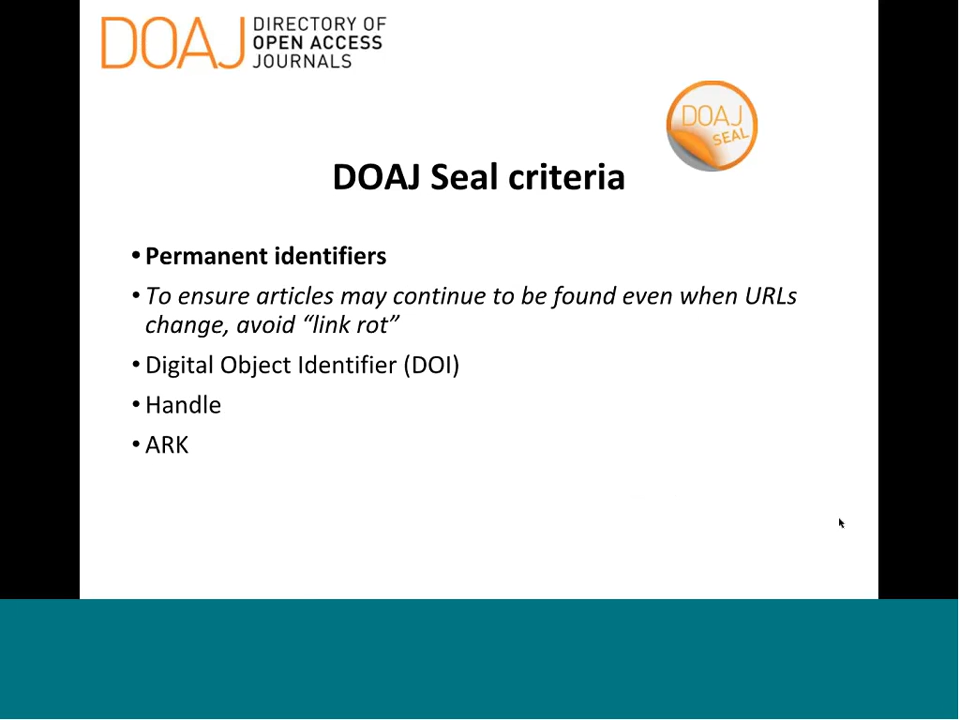 DOAJ DIRECTORY OF
OPEN ACCESS
JOURNALS
DOAJ
SEAL
DOAJ Seal criteria
• Permanent identifiers
• To ensure articles may continue to be found even when URLs
change, avoid “link rot”
• Digital Object Identifier (DOI)
• Handle
• ARK